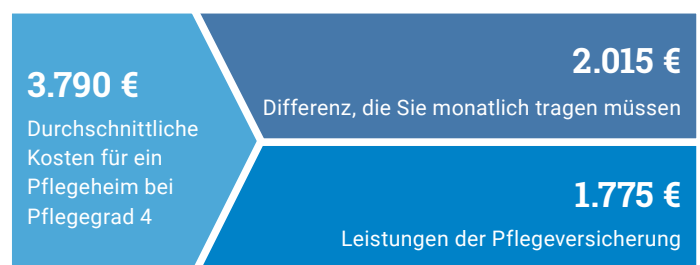 3.790 €
Durchschnittliche
Kosten für ein
Pflegeheim bei
Pflegegrad 4
2.015 €
Differenz, die Sie monatlich tragen müssen
1.775 €
Leistungen der Pflegeversicherung